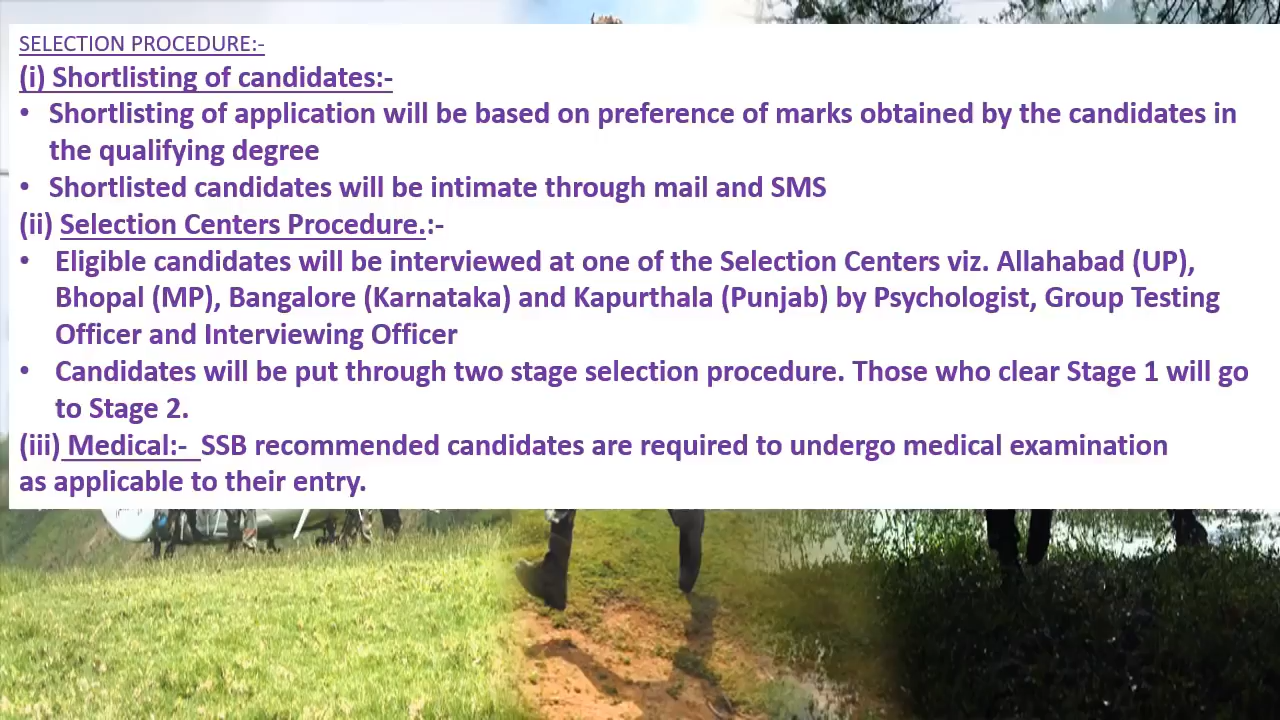 SELECTION PROCEDURE:-
(i) Shortlisting of candidates:-
• Shortlisting of application will be based on preference of marks obtained by the candidates in
the qualifying degree
• Shortlisted candidates will be intimate through mail and SMS
(ii) Selection Centers Procedure.:-
• Eligible candidates will be interviewed at one of the Selection Centers viz. Allahabad (UP),
Bhopal (MP), Bangalore (Karnataka) and Kapurthala (Punjab) by Psychologist, Group Testing
Officer and Interviewing Officer
• Candidates will be put through two stage selection procedure. Those who clear Stage 1 will go
to Stage 2.
(iii) Medical:- SSB recommended candidates are required to undergo medical examination
as applicable to their entry.